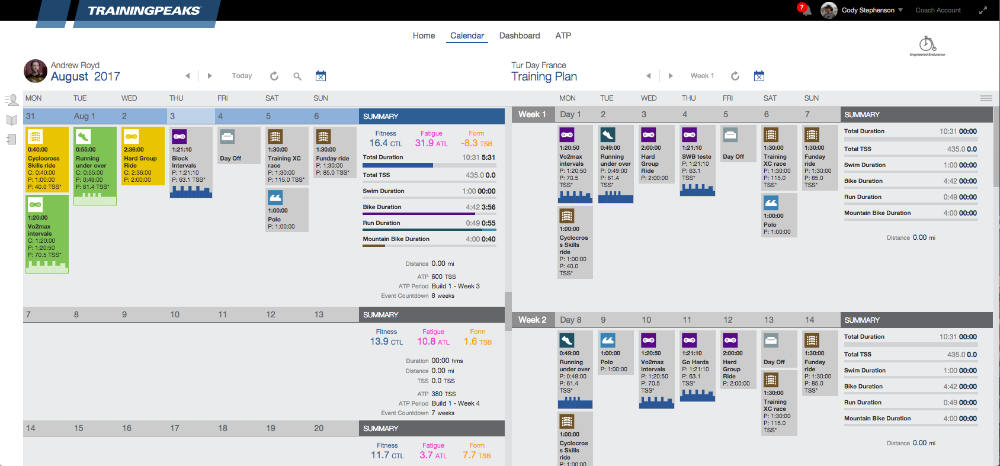 TRAININGPEAKS
7
Cody Stephenson
Coach Account
Home
Calendar
Dashboard
ATP
Engineered Endurance
Andrew Royd
August 2017
Today
MON
TUE
WED
THU
FRI
SAT
SUN
31
Aug 1
2
3
4
5
6
SUMMARY
0:40:00
Cyclocross
Skills ride
C: 0:40:00
P: 1:00:00
P: 40.0 TSS*
1:20:00
Vo2max
intervals
C: 1:20:00
P: 1:20:50
P: 70.5 TSS*
0:55:00
Running
under over
C: 0:55:00
P: 0:49:00
P: 61.4 TSS*
2:36:00
Hard Group
Ride
C: 2:36:00
P: 2:00:00
1:21:10
Block
Intervals
P: 1:21:10
P: 63.1 TSS*
Day Off
1:30:00
Training XC
race
P: 1:30:00
P: 115.0 TSS*
1:00:00
Polo
P: 1:00:00
1:30:00
Funday ride
P: 1:30:00
P: 85.0 TSS*
Fitness
16.4 CTL
Fatigue
31.9 ATL
Form
-8.3 TSB
Total Duration 10:31 5:31
Total TSS 435.0 0.0
Swim Duration 1:00 00:00
Bike Duration 4:42 3:56
Run Duration 0:49 0:55
Mountain Bike Duration 4:00 0:40
Distance 0.00 mi
ATP 600 TSS
ATP Period Build 1 - Week 3
Event Countdown 8 weeks
7
8
9
10
11
12
13
SUMMARY
Fitness
13.9 CTL
Fatigue
10.8 ATL
Form
1.6 TSB
Duration 00:00 hms
Distance 0.00 mi
TSS 0.0 TSS
ATP 380 TSS
ATP Period Build 1 - Week 4
Event Countdown 7 weeks
14
15
16
17
18
19
20
SUMMARY
Fitness
11.7 CTL
Fatigue
3.7 ATL
Form
7.7 TSB
Tur Day France
Training Plan
Week 1
MON
TUE
WED
THU
FRI
SAT
SUN
Week 1
Day 1
2
3
4
5
6
7
SUMMARY
1:20:50
Vo2max
intervals
P: 1:20:50
P: 70.5
TSS*
1:00:00
Cyclocros
s Skills
ride
P: 1:00:00
P: 40.0
TSS*
0:49:00
Running
under over
P: 0:49:00
P: 61.4
TSS*
2:00:00
Hard
Group
Ride
P: 2:00:00
1:21:10
SWB teste
P: 1:21:10
P: 63.1
TSS*
Day Off
1:30:00
Training
XC race
P: 1:30:00
P: 115.0
TSS*
1:00:00
Polo
P: 1:00:00
1:30:00
Funday
ride
P: 1:30:00
P: 85.0
TSS*
Total Duration 10:31 00:00
Total TSS 435.0 0.0
Swim Duration 1:00 00:00
Bike Duration 4:42 00:00
Run Duration 0:49 00:00
Mountain Bike Duration 4:00 00:00
Distance 0.00 mi
Week 2
Day 8
9
10
11
12
13
14
SUMMARY
0:49:00
Running
under over
P: 0:49:00
P: 61.4
TSS*
1:00:00
Cyclocros
s Skills
ride
P: 1:00:00
1:00:00
Polo
P: 1:00:00
1:20:50
Vo2max
intervals
P: 1:20:50
P: 70.5
TSS*
1:21:10
Go Hards
P: 1:21:10
P: 63.1
TSS*
2:00:00
Hard
Group
Ride
P: 2:00:00
Day Off
1:30:00
Training
XC race
P: 1:30:00
P: 115.0
TSS*
1:30:00
Funday
ride
P: 1:30:00
P: 85.0
TSS*
Total Duration 10:31 00:00
Total TSS 435.0 0.0
Swim Duration 1:00 00:00
Bike Duration 4:42 00:00
Run Duration 0:49 00:00
Mountain Bike Duration 4:00 00:00
Distance 0.00 mi